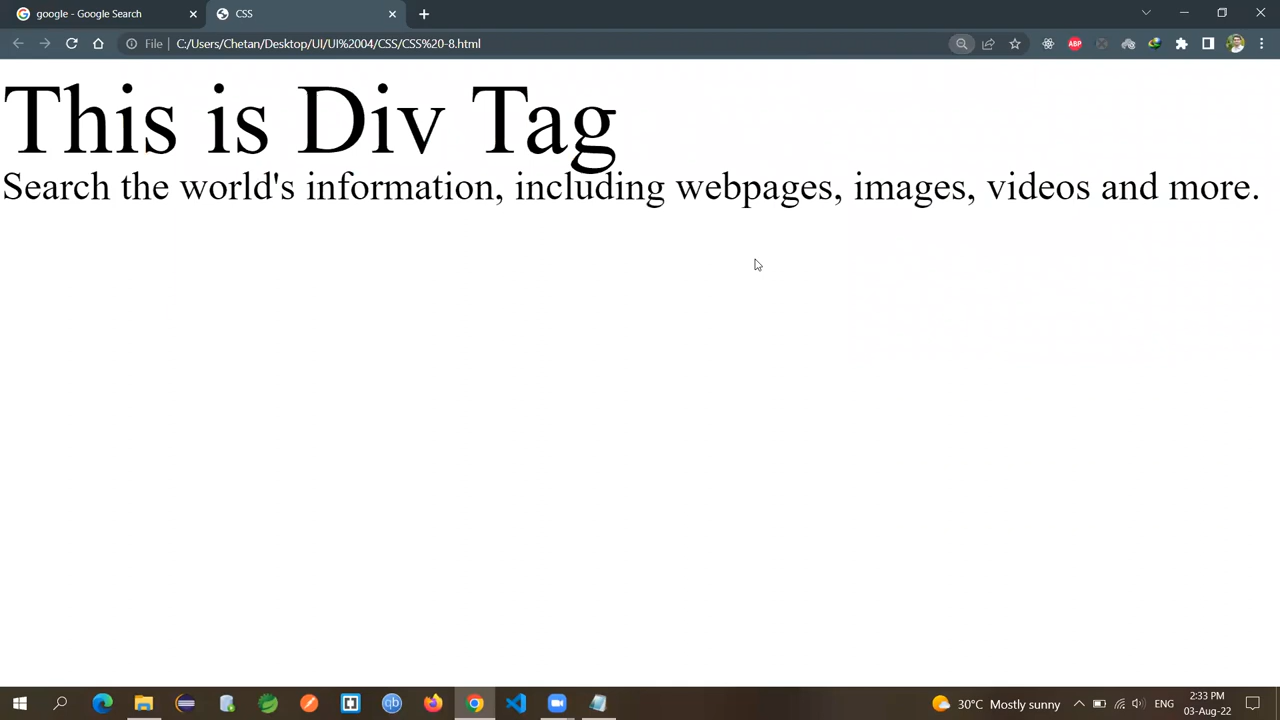 google - Google Search
CSS
File
C:/Users/Chetan/Desktop/UI/UI%2004/CSS/CSS%20-8.html
ABP
This is Div Tag
Search the world's information, including webpages, images, videos and more.
qb
30°C Mostly sunny
ENG
2:33 PM
03-Aug-22